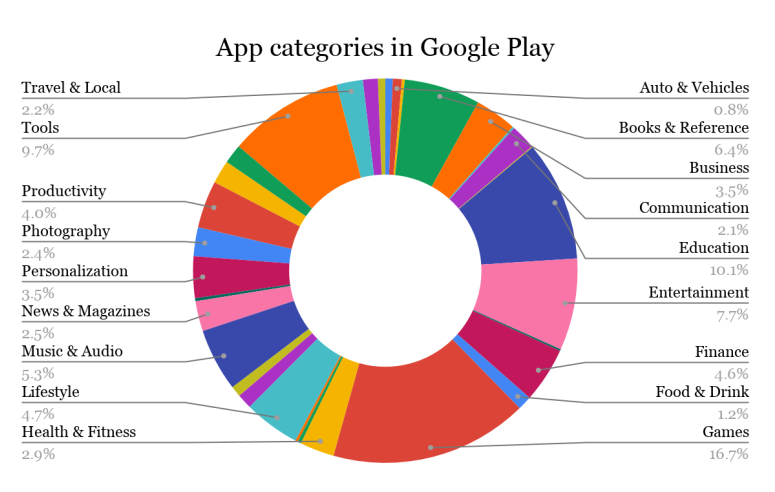 App categories in Google Play
Travel & Local
2.2%
Tools
9.7%
Productivity
4.0%
Photography
2.4%
Personalization
3.5%
News & Magazines
2.5%
Music & Audio
5.3%
Lifestyle
4.7%
Health & Fitness
2.9%
Auto & Vehicles
0.8%
Books & Reference
6.4%
Business
3.5%
Communication
2.1%
Education
10.1%
Entertainment
7.7%
Finance
4.6%
Food & Drink
1.2%
Games
16.7%